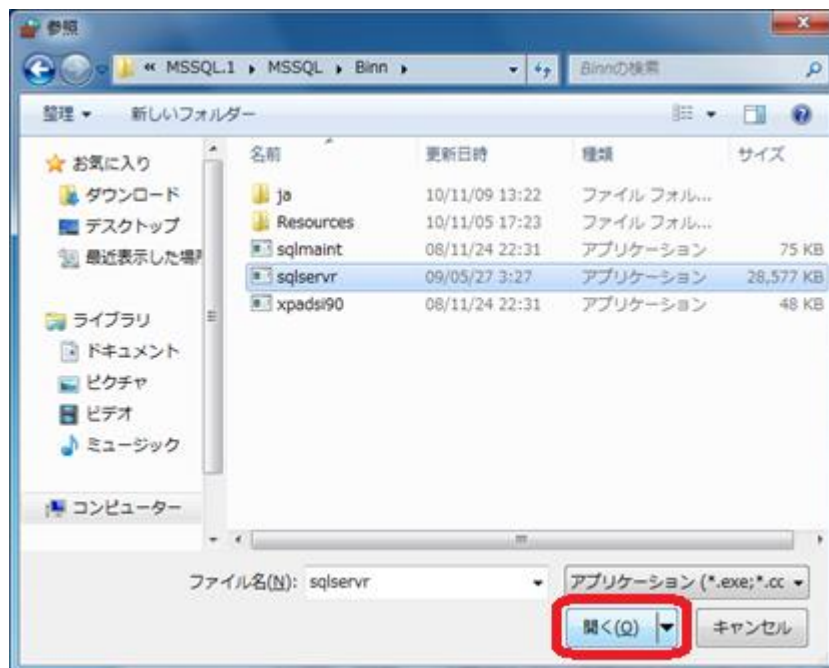 参照
« MSSQL.1 ▸ MSSQL ▸ Binn ▸
Binnの検索
整理 ▼ 新しいフォルダー
お気に入り
ダウンロード
デスクトップ
最近表示した場所
ライブラリ
ドキュメント
ピクチャ
ビデオ
ミュージック
コンピューター
名前 更新日時 種類 サイズ
ja 10/11/09 13:22 ファイル フォル...
Resources 10/11/05 17:23 ファイル フォル...
sqlmaint 08/11/24 22:31 アプリケーション 75 KB
sqlservr 09/05/27 3:27 アプリケーション 28,577 KB
xpadsi90 08/11/24 22:31 アプリケーション 48 KB
ファイル名(N): sqlservr
アプリケーション (*.exe;*.cc
開く(O)
キャンセル